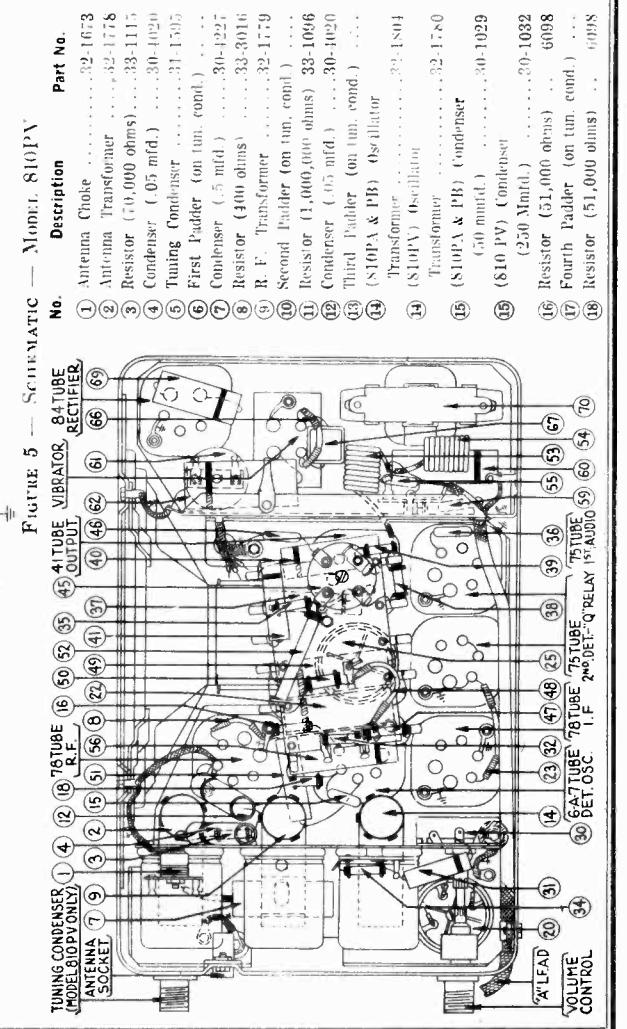 FIGURE 5 — SCHEMATIC — MODEL 810PV
No. Description Part No.
1 Antenna Choke 32-1673
2 Antenna Transformer 32-1778
3 Resistor (70,000 ohms) 33-1115
4 Condenser (.05 mfd.) 30-4020
5 Tuning Condenser 31-1595
6 First Padder (on tun. cond.)
7 Condenser (.5 mfd.) 30-4227
8 Resistor (400 ohms) 33-3016
9 R. F. Transformer 32-1779
10 Second Padder (on tun. cond.)
11 Resistor (1,000,000 ohms) 33-1096
12 Condenser (.05 mfd.) 30-4020
13 Third Padder (on tun. cond.)
14 (810PA & PB) Oscillator
Transformer 32-1804
14 (810PV) Oscillator
Transformer 32-1780
15 (810PA & PB) Condenser
(50 mmfd.) 30-1029
15 (810 PV) Condenser
(250 Mmfd.) 30-1032
16 Resistor (51,000 ohms) 6098
17 Fourth Padder (on tun. cond.)
18 Resistor (51,000 ohms) 6098
TUNING CONDENSER
(MODEL 810 PV ONLY)
ANTENNA
SOCKET
78 TUBE
R.F.
41 TUBE
OUTPUT
VIBRATOR
84 TUBE
RECTIFIER
7 9 1 3 4 2 12 15 18 51 56 8 16 22 50 49 52 41 35 37 45 40 46 62 61 66 69
20 34 31 30 14 23 32 47 48 25 38 39 36 59 55 60 53 54 67 70
"A" LEAD
VOLUME
CONTROL
6-A-7 TUBE
DET. OSC.
78 TUBE
I.F.
75 TUBE
2ND DET.-"Q" RELAY
75 TUBE
1ST AUDIO